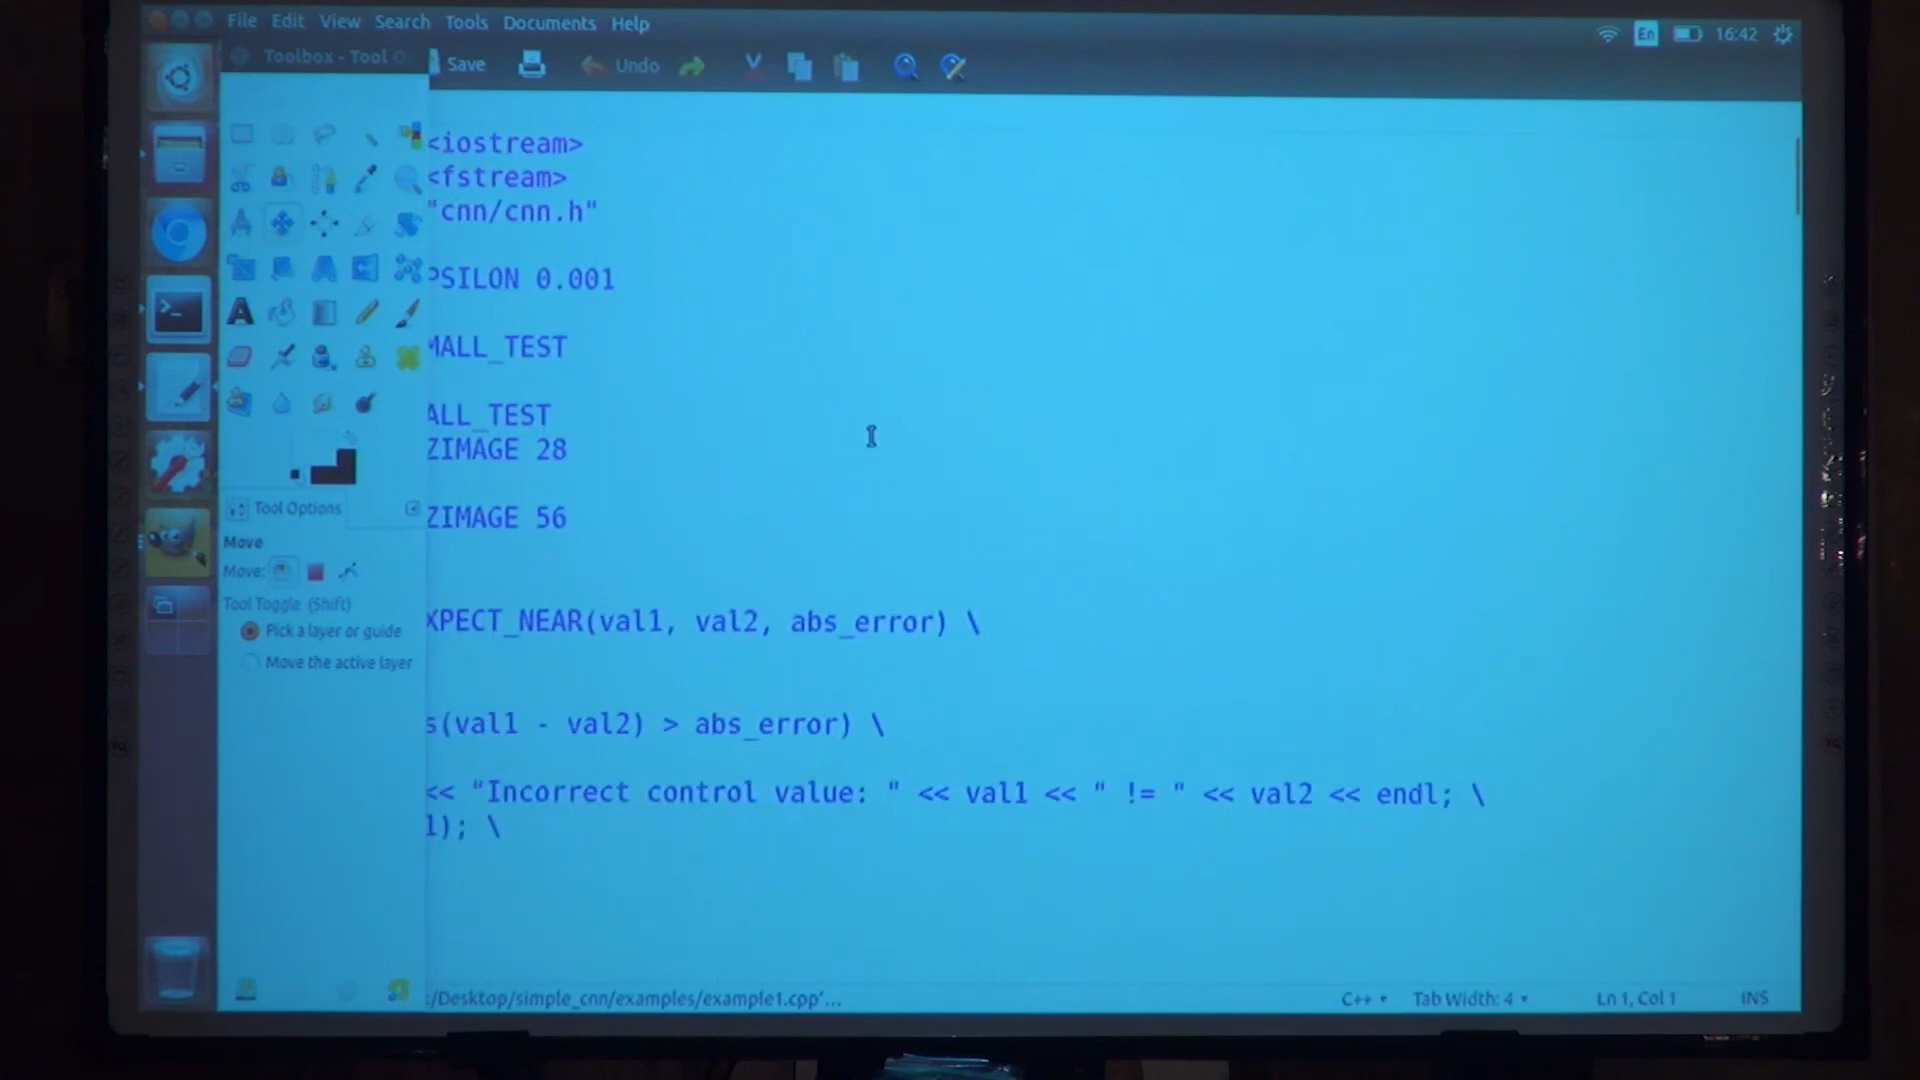 File Edit View Search Tools Documents Help
En 16:42
Toolbox - Tool O
Save Undo
<iostream>
<fstream>
"cnn/cnn.h"
PSILON 0.001
MALL_TEST
ALL_TEST
ZIMAGE 28
ZIMAGE 56
XPECT_NEAR(val1, val2, abs_error) \
s(val1 - val2) > abs_error) \
<< "Incorrect control value: " << val1 << " != " << val2 << endl; \
1); \
Tool Options
Move
Move:
Tool Toggle (Shift)
Pick a layer or guide
Move the active layer
/Desktop/simple_cnn/examples/example1.cpp'...
C++ Tab Width: 4 Ln 1, Col 1 INS